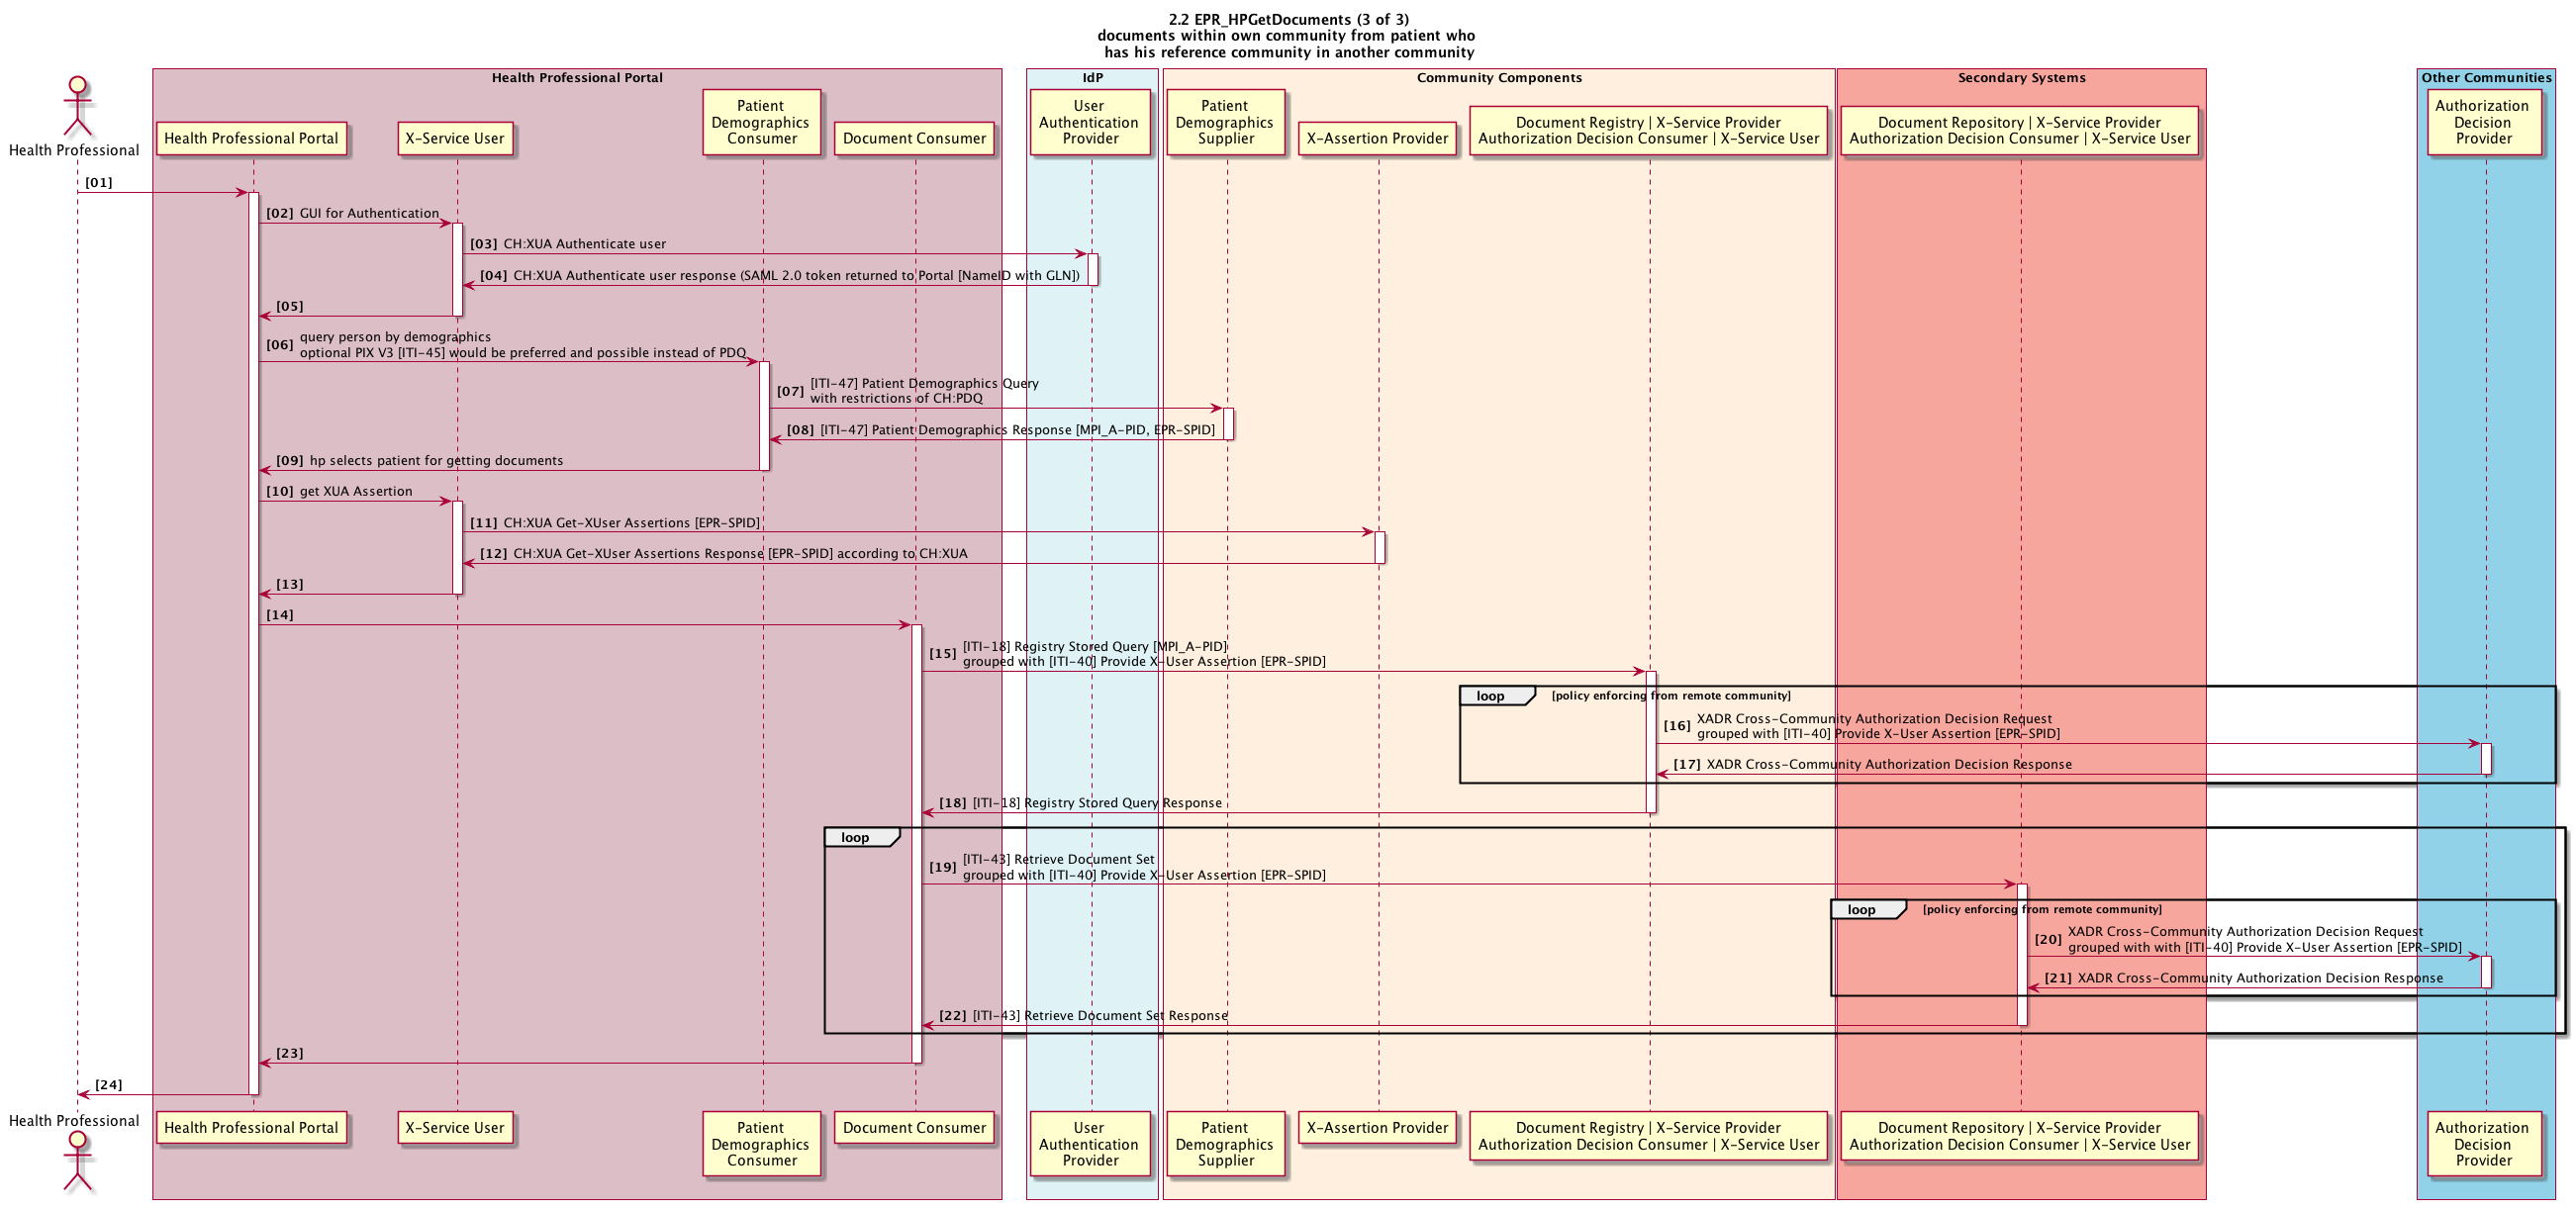 2.2 EPR_HPGetDocuments (3 of 3)
documents within own community from patient who
has his reference community in another community
Health Professional Portal
IdP
Community Components
Secondary Systems
Other Communities
Health Professional
Health Professional Portal
X-Service User
Patient
Demographics
Consumer
Document Consumer
User
Authentication
Provider
Patient
Demographics
Supplier
X-Assertion Provider
Document Registry | X-Service Provider
Authorization Decision Consumer | X-Service User
Document Repository | X-Service Provider
Authorization Decision Consumer | X-Service User
Authorization
Decision
Provider
[01]
[02] GUI for Authentication
[03] CH:XUA Authenticate user
[04] CH:XUA Authenticate user response (SAML 2.0 token returned to Portal [NameID with GLN])
[05]
[06] query person by demographics
optional PIX V3 [ITI-45] would be preferred and possible instead of PDQ
[07] [ITI-47] Patient Demographics Query
with restrictions of CH:PDQ
[08] [ITI-47] Patient Demographics Response [MPI_A-PID, EPR-SPID]
[09] hp selects patient for getting documents
[10] get XUA Assertion
[11] CH:XUA Get-XUser Assertions [EPR-SPID]
[12] CH:XUA Get-XUser Assertions Response [EPR-SPID] according to CH:XUA
[13]
[14]
[15] [ITI-18] Registry Stored Query [MPI_A-PID]
grouped with [ITI-40] Provide X-User Assertion [EPR-SPID]
loop [policy enforcing from remote community]
[16] XADR Cross-Community Authorization Decision Request
grouped with [ITI-40] Provide X-User Assertion [EPR-SPID]
[17] XADR Cross-Community Authorization Decision Response
[18] [ITI-18] Registry Stored Query Response
loop
[19] [ITI-43] Retrieve Document Set
grouped with [ITI-40] Provide X-User Assertion [EPR-SPID]
loop [policy enforcing from remote community]
[20] XADR Cross-Community Authorization Decision Request
grouped with with [ITI-40] Provide X-User Assertion [EPR-SPID]
[21] XADR Cross-Community Authorization Decision Response
[22] [ITI-43] Retrieve Document Set Response
[23]
[24]
Health Professional
Health Professional Portal
X-Service User
Patient
Demographics
Consumer
Document Consumer
User
Authentication
Provider
Patient
Demographics
Supplier
X-Assertion Provider
Document Registry | X-Service Provider
Authorization Decision Consumer | X-Service User
Document Repository | X-Service Provider
Authorization Decision Consumer | X-Service User
Authorization
Decision
Provider